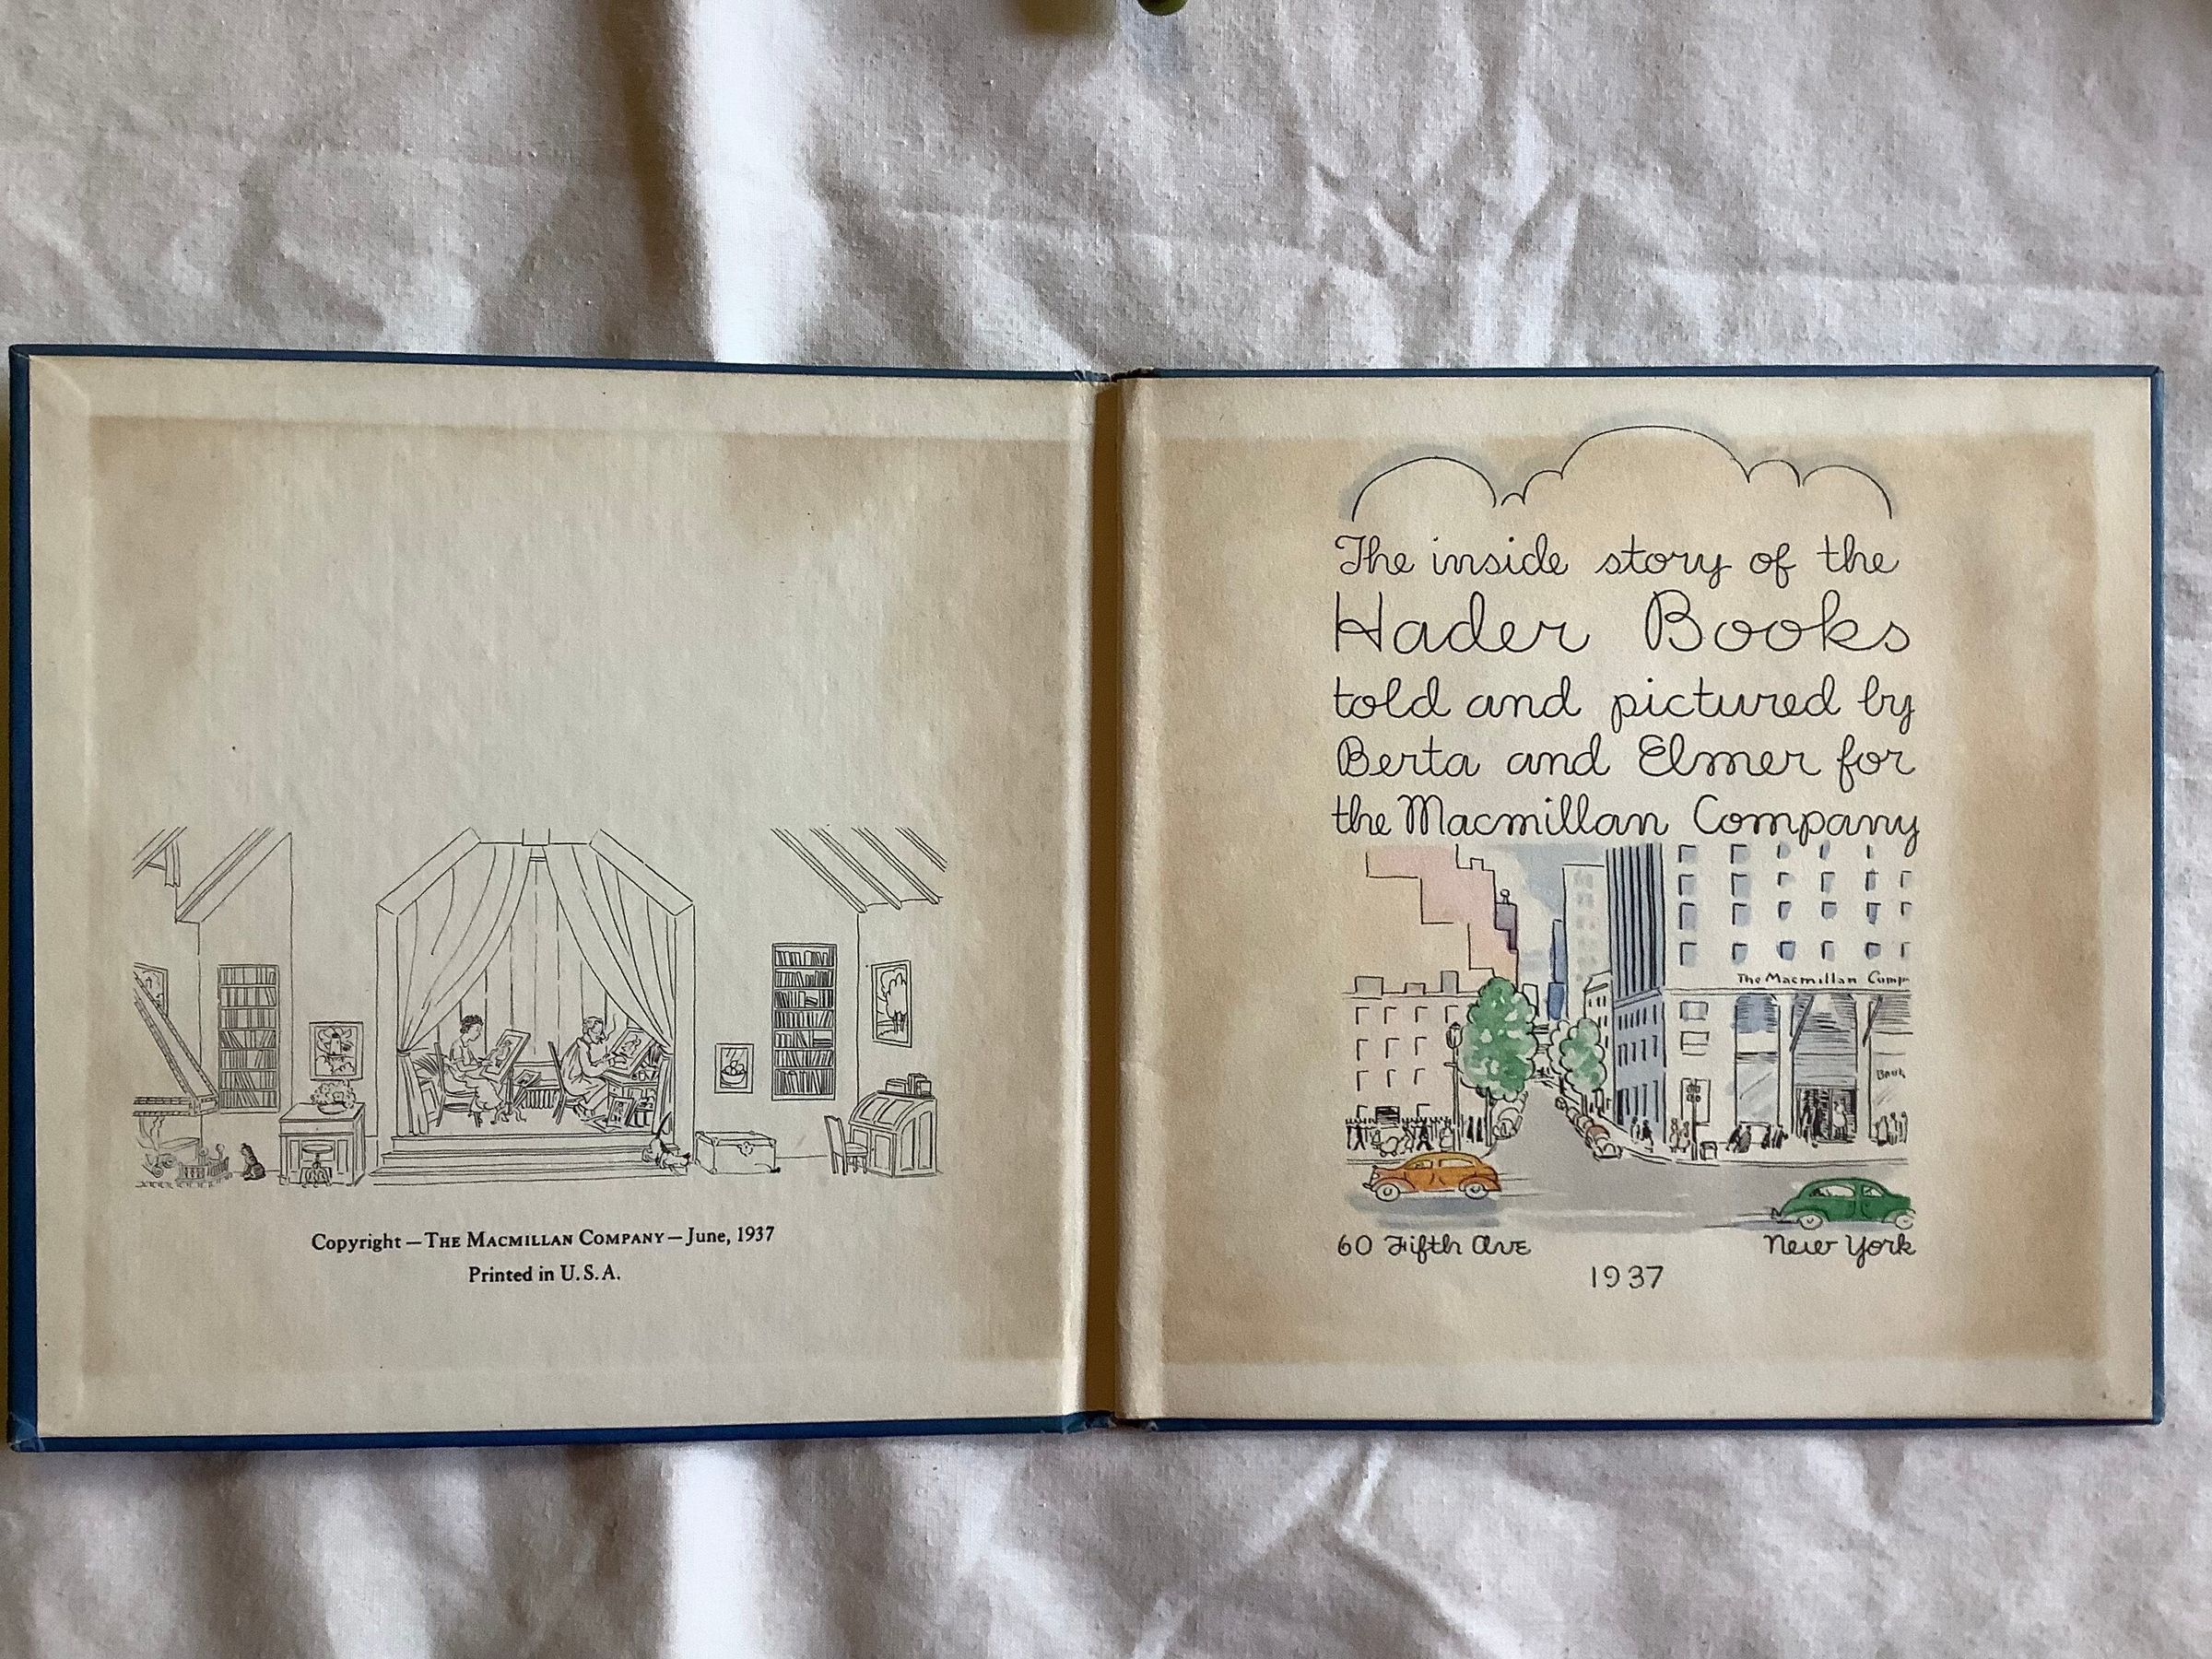 Copyright — THE MACMILLAN COMPANY — June, 1937
Printed in U.S.A.
The inside story of the
Hader Books
told and pictured by
Berta and Elmer for
the Macmillan Company
The Macmillan Comp
Bank
60 Fifth Ave New York
1937